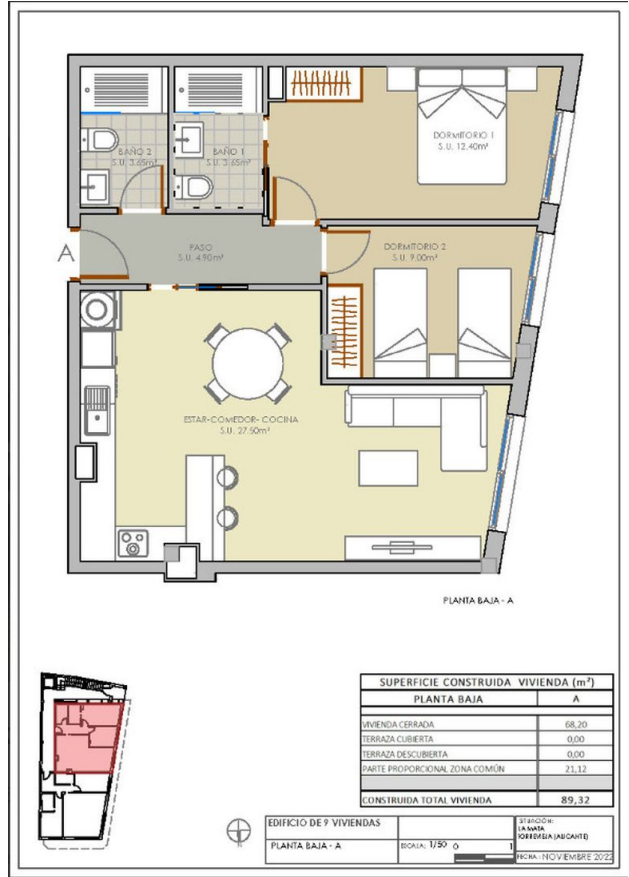 BAÑO 2
S.U. 3.65m²
BAÑO 1
S.U. 3.65m²
DORMITORIO 1
S.U. 12.40m²
A
PASO
S.U. 4.90m²
DORMITORIO 2
S.U. 9.00m²
ESTAR-COMEDOR- COCINA
S.U. 27.50m²
PLANTA BAJA - A
SUPERFICIE CONSTRUIDA VIVIENDA (m²)
PLANTA BAJA A
VIVIENDA CERRADA 68,20
TERRAZA CUBIERTA 0,00
TERRAZA DESCUBIERTA 0,00
PARTE PROPORCIONAL ZONA COMÚN 21,12
CONSTRUIDA TOTAL VIVIENDA 89,32
N
EDIFICIO DE 9 VIVIENDAS
PLANTA BAJA - A
ESCALA: 1/50 0 1
SITUACIÓN:
LA MATA
TORREVIEJA (ALICANTE)
FECHA: NOVIEMBRE 2022